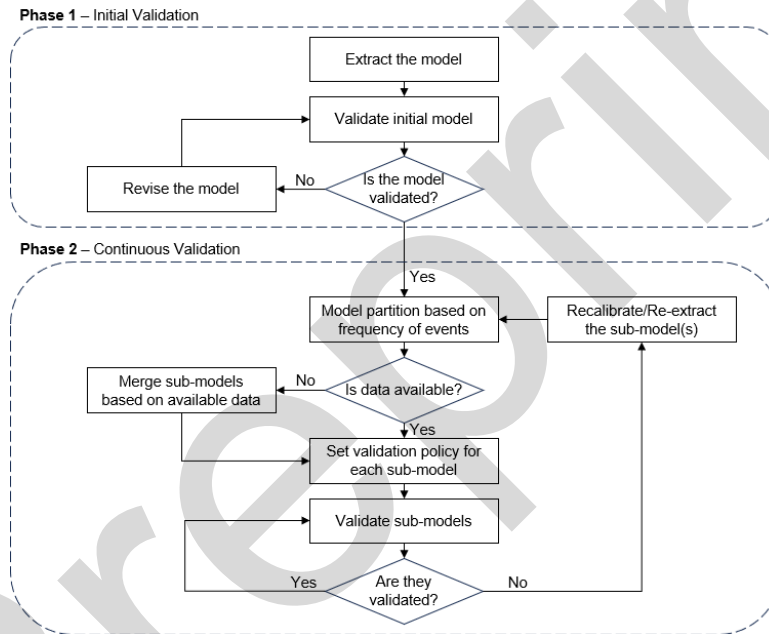 Phase 1 – Initial Validation
Extract the model
Validate initial model
Is the model
validated?
No
Revise the model
Phase 2 – Continuous Validation
Yes
Model partition based on
frequency of events
Recalibrate/Re-extract
the sub-model(s)
Is data available?
No
Merge sub-models
based on available data
Yes
Set validation policy for
each sub-model
Validate sub-models
Are they
validated?
Yes
No